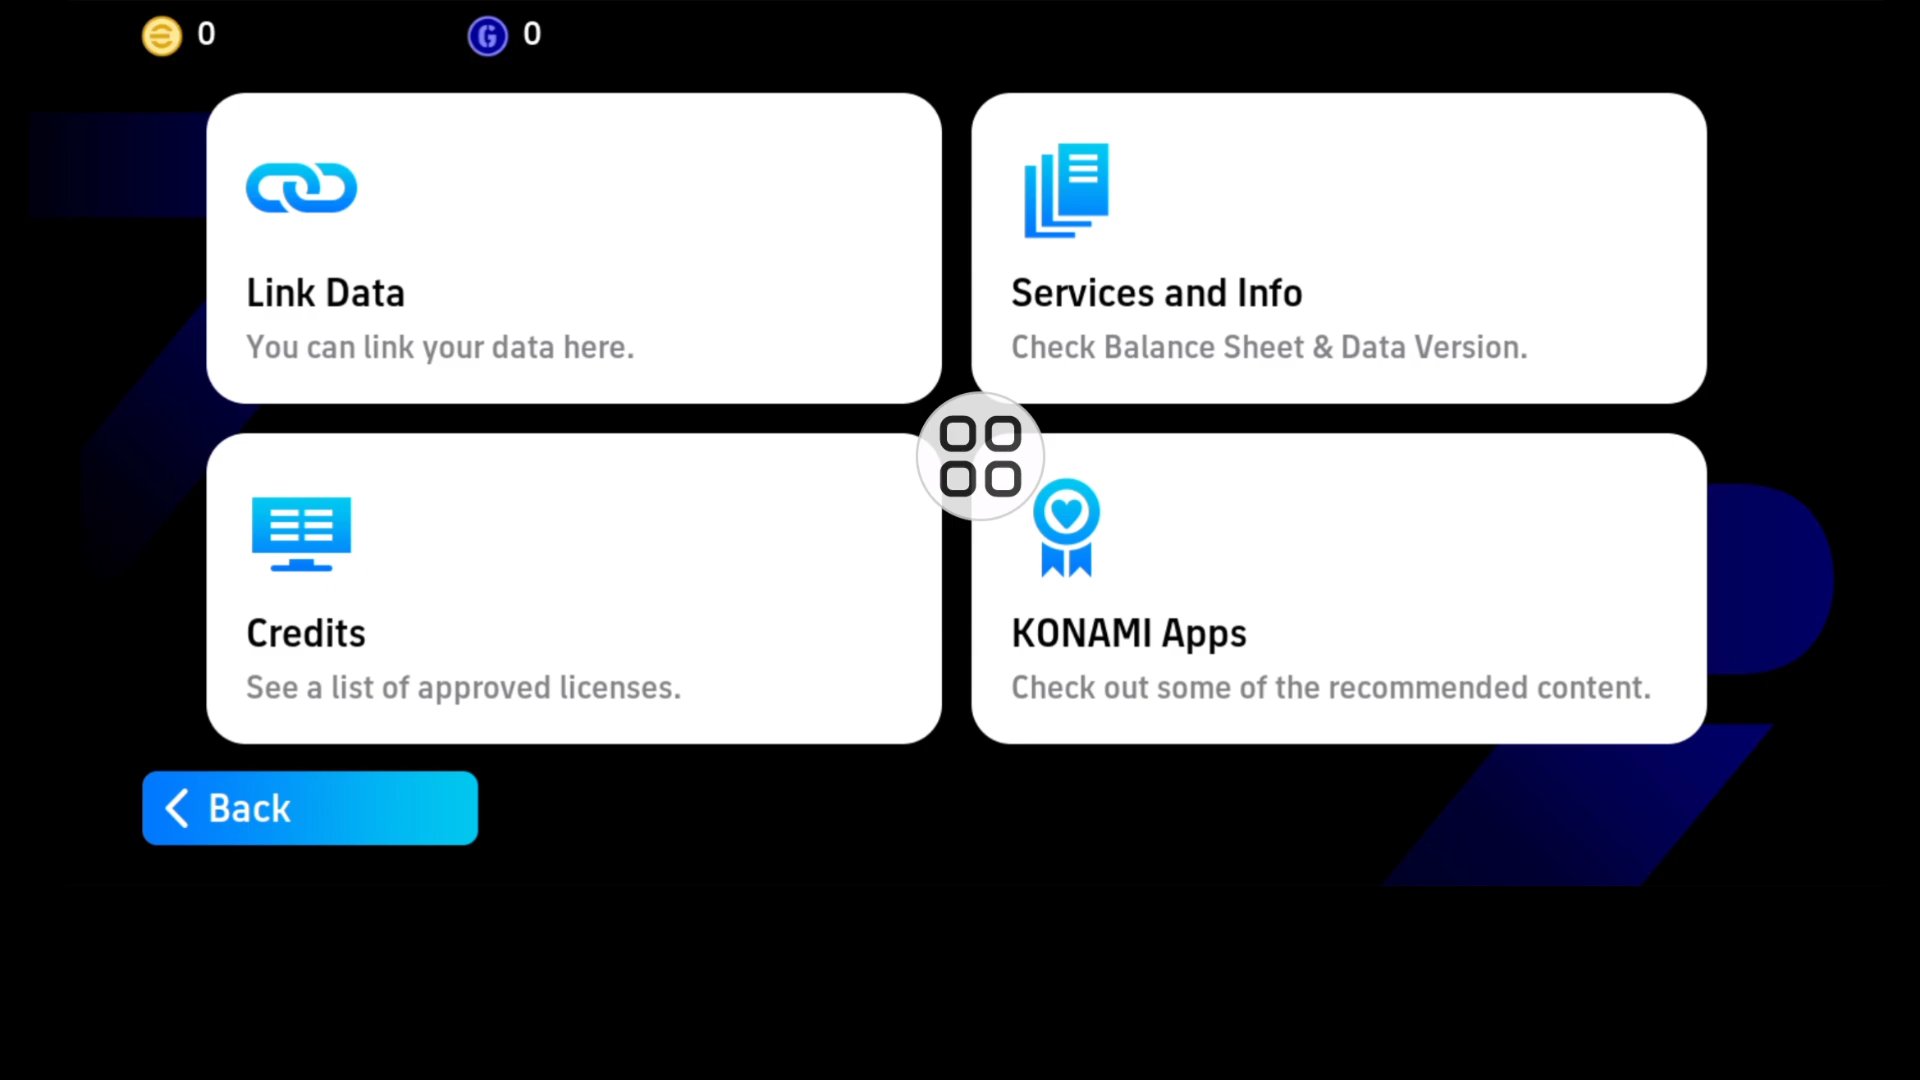 0 0
Link Data
You can link your data here.
Services and Info
Check Balance Sheet & Data Version.
Credits
See a list of approved licenses.
KONAMI Apps
Check out some of the recommended content.
Back